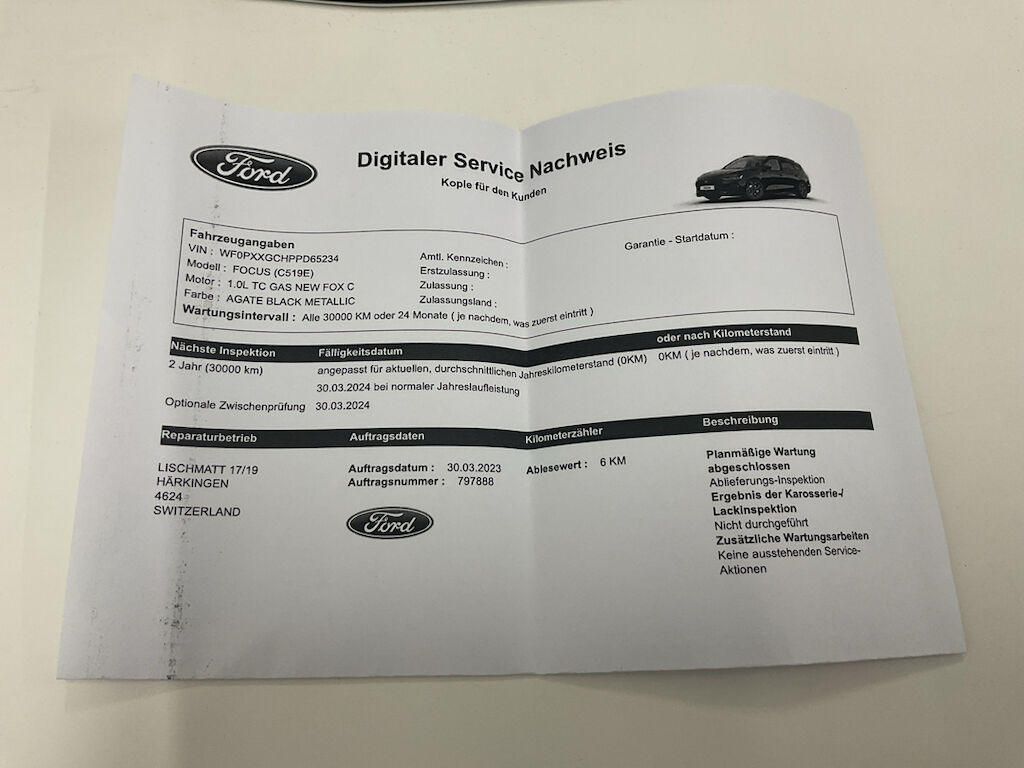 Ford
Digitaler Service Nachweis
Kopie für den Kunden
Fahrzeugangaben
VIN : WF0PXXGCHPPD65234
Modell : FOCUS (C519E)
Motor : 1.0L TC GAS NEW FOX C
Farbe : AGATE BLACK METALLIC
Wartungsintervall : Alle 30000 KM oder 24 Monate ( je nachdem, was zuerst eintritt )
Amtl. Kennzeichen :
Erstzulassung :
Zulassung :
Zulassungsland :
Garantie - Startdatum :
Nächste Inspektion Fälligkeitsdatum oder nach Kilometerstand
2 Jahr (30000 km) angepasst für aktuellen, durchschnittlichen Jahreskilometerstand (0KM) 0KM ( je nachdem, was zuerst eintritt )
30.03.2024 bei normaler Jahreslaufleistung
Optionale Zwischenprüfung 30.03.2024
Reparaturbetrieb Auftragsdaten Kilometerzähler Beschreibung
LISCHMATT 17/19
HÄRKINGEN
4624
SWITZERLAND
Auftragsdatum : 30.03.2023
Auftragsnummer : 797888
Ford
Ablesewert : 6 KM
Planmäßige Wartung
abgeschlossen
Ablieferungs-Inspektion
Ergebnis der Karosserie-/
Lackinspektion
Nicht durchgeführt
Zusätzliche Wartungsarbeiten
Keine ausstehenden Service-
Aktionen